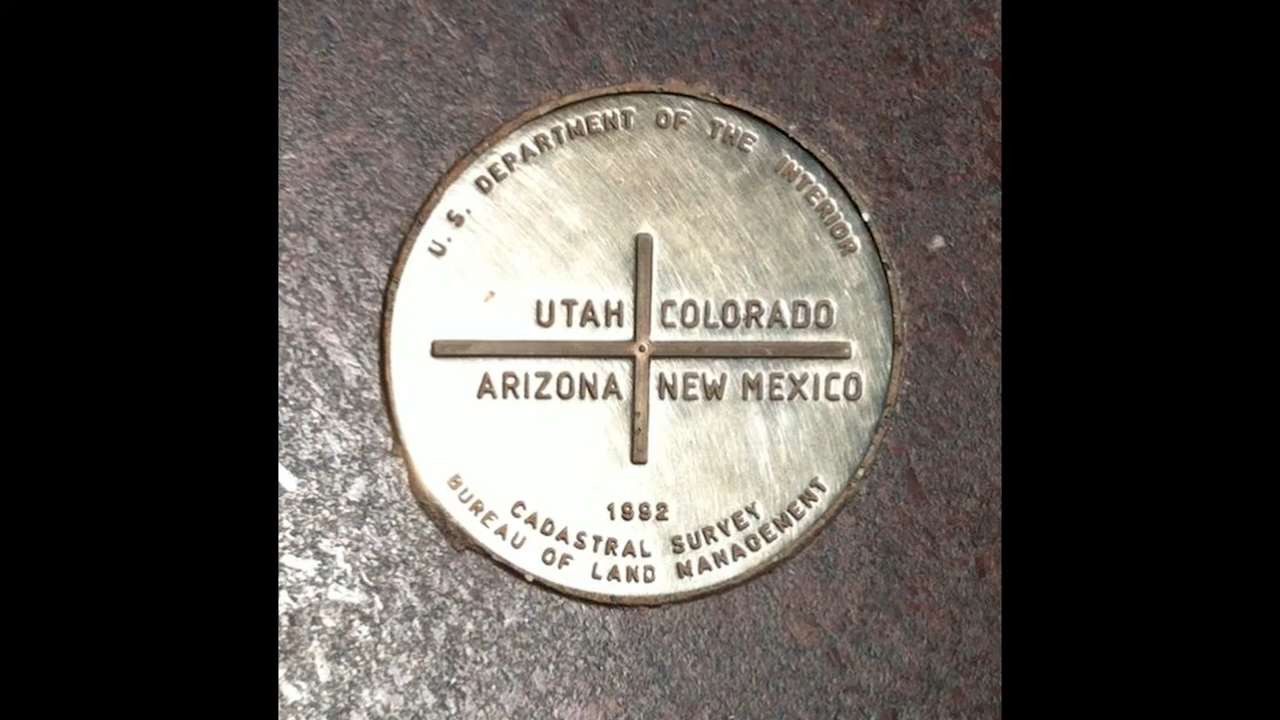 U. S. DEPARTMENT OF THE INTERIOR
UTAH COLORADO
ARIZONA NEW MEXICO
1992
CADASTRAL SURVEY
BUREAU OF LAND MANAGEMENT